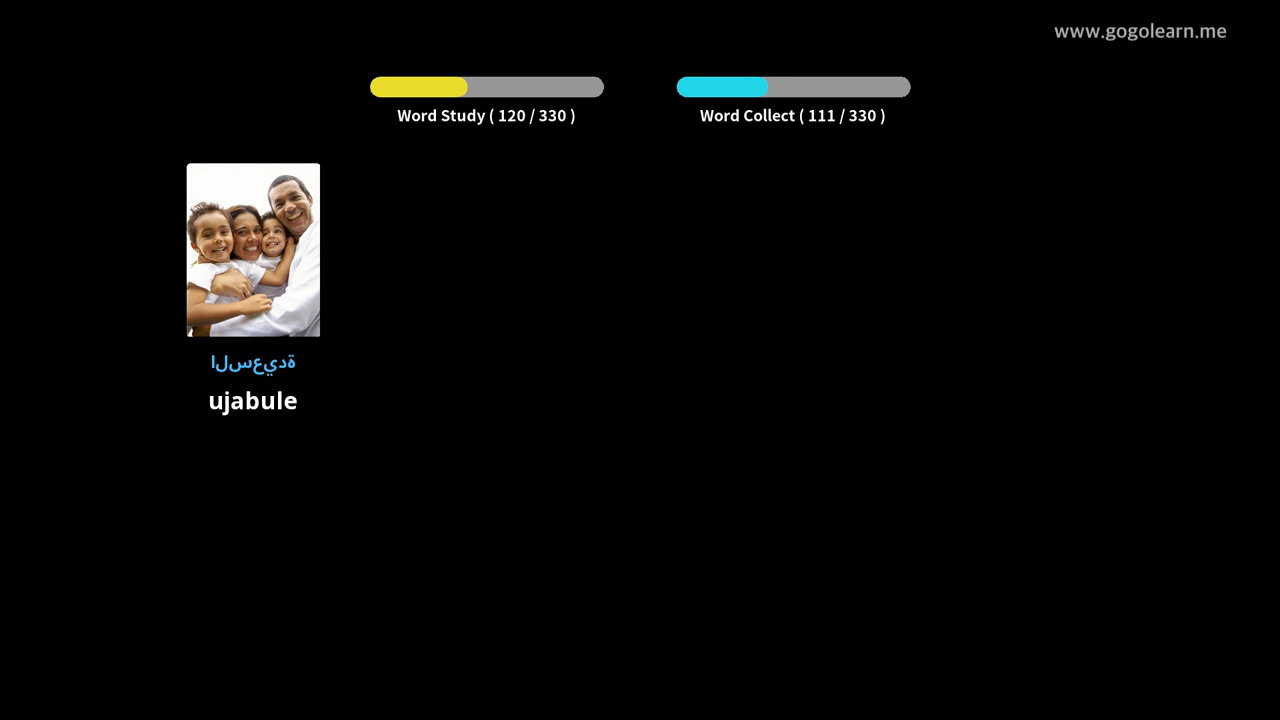 www.gogolearn.me
Word Study ( 120 / 330 )
Word Collect ( 111 / 330 )
السعيدة
ujabule